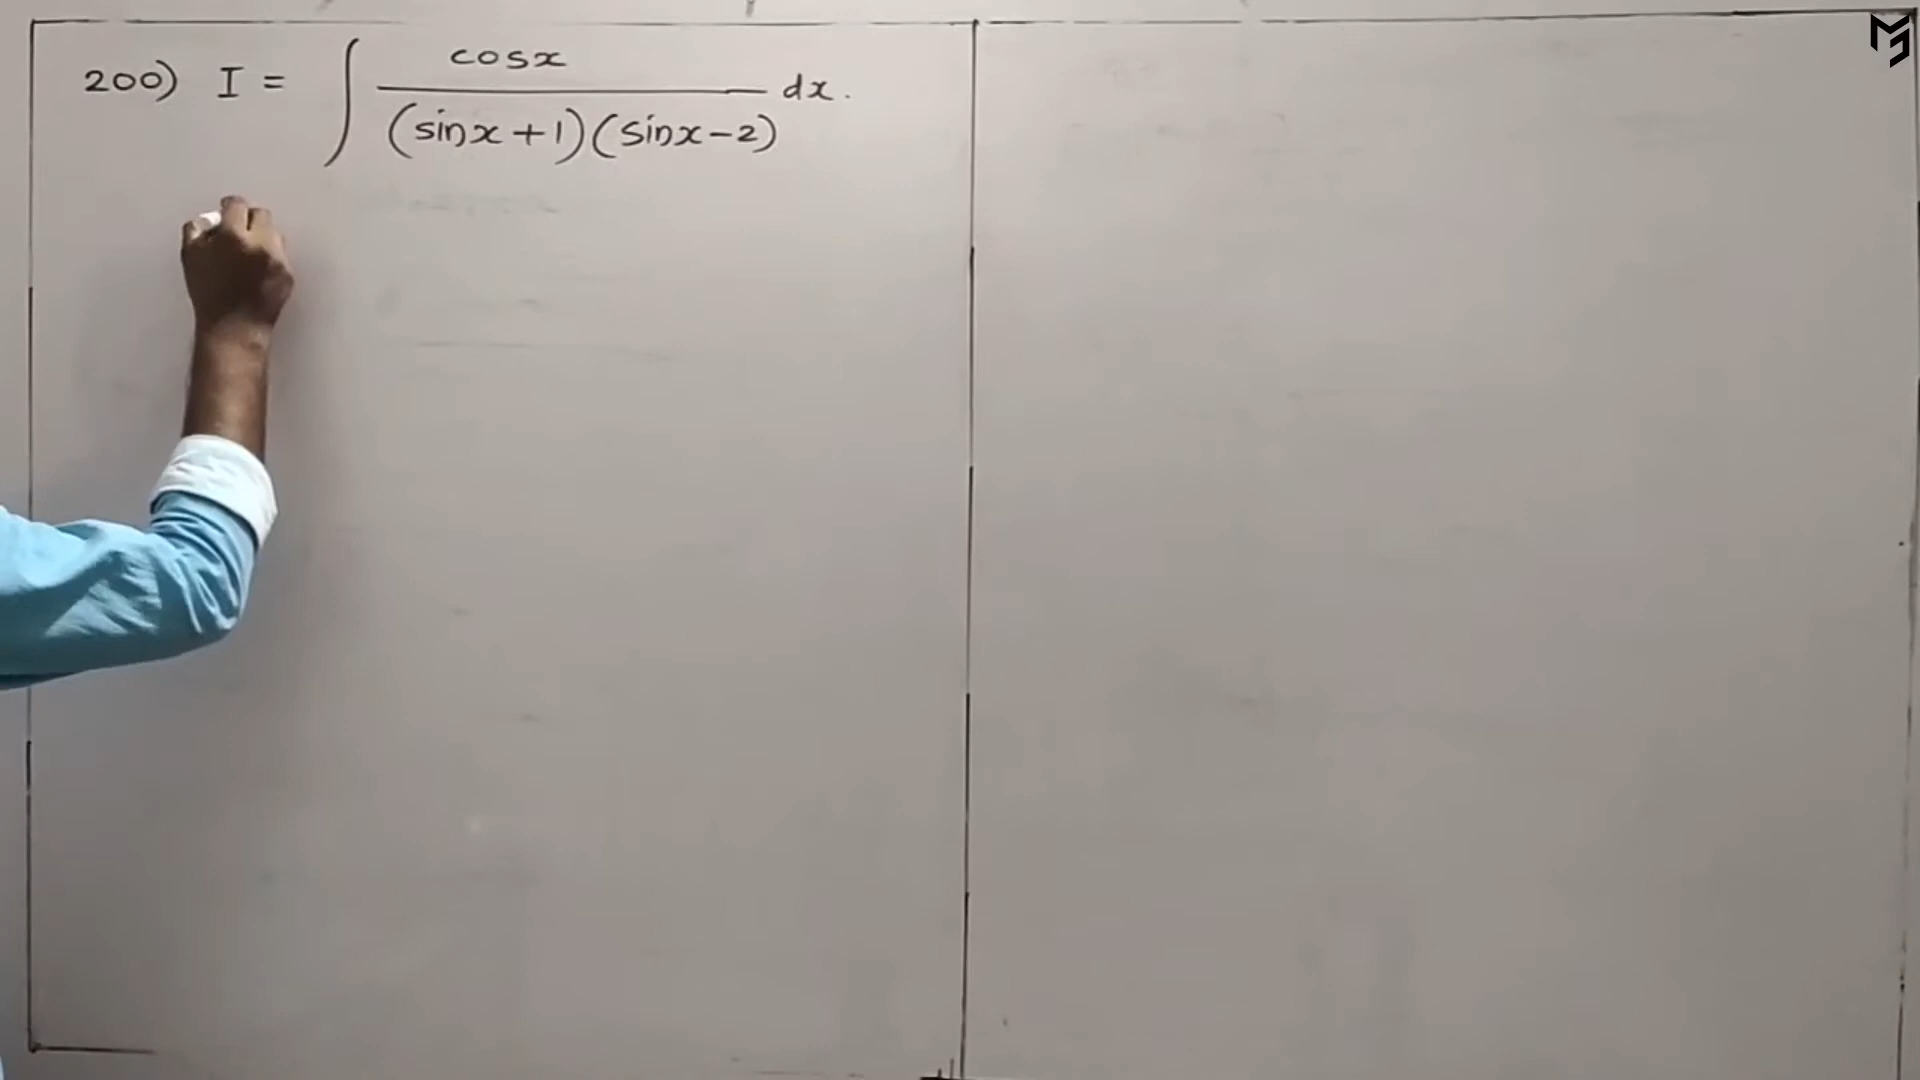 200) I = ∫ cosx / (sinx+1)(sinx-2) dx.